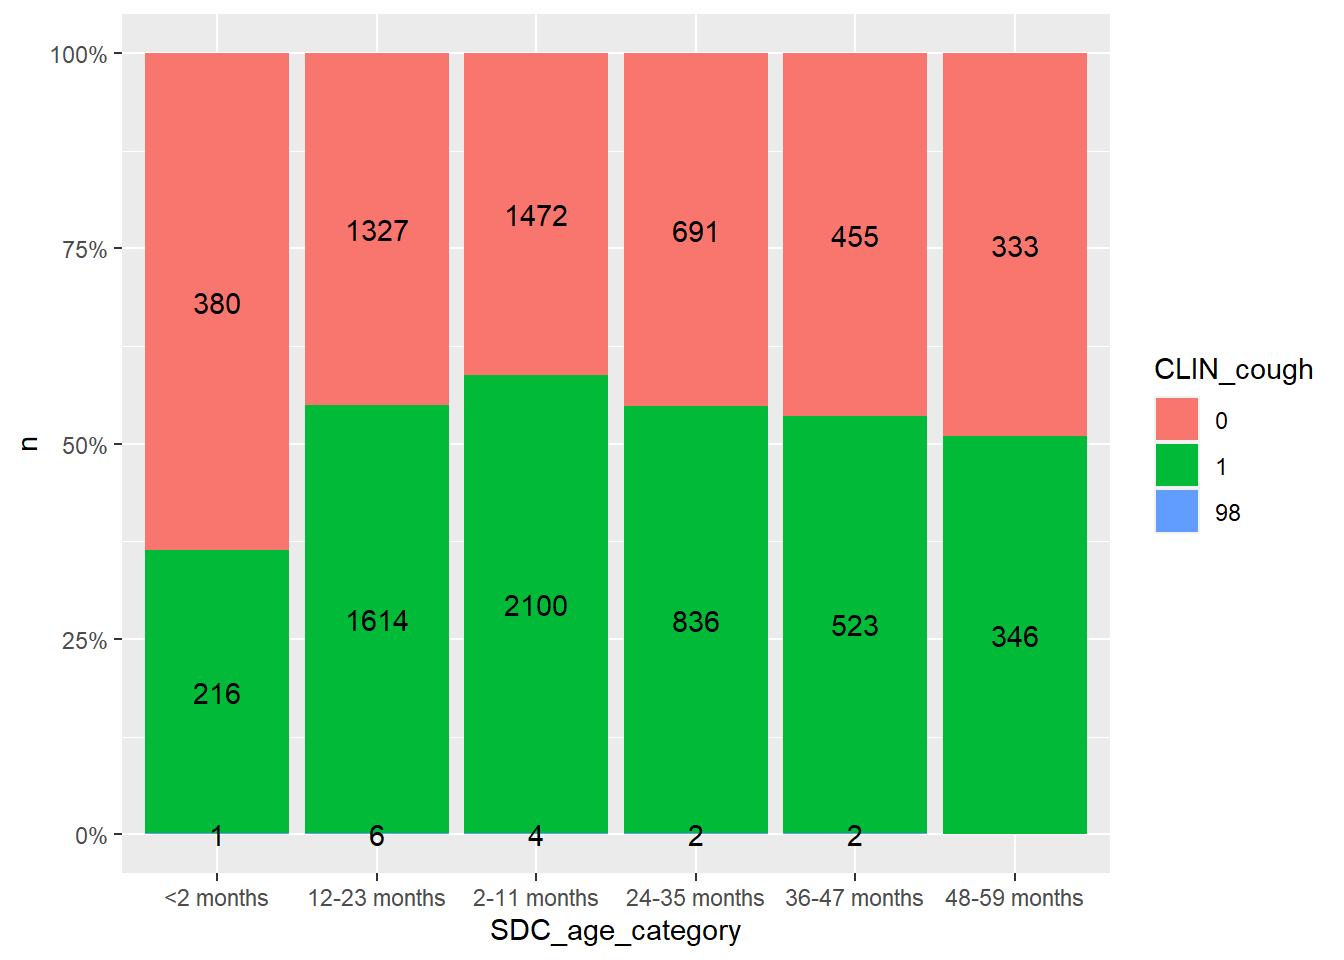 100%
75%
50%
25%
0%
n
380
1327
1472
691
455
333
216
1614
2100
836
523
346
1
6
4
2
2
<2 months
12-23 months
2-11 months
24-35 months
36-47 months
48-59 months
SDC_age_category
CLIN_cough
0
1
98